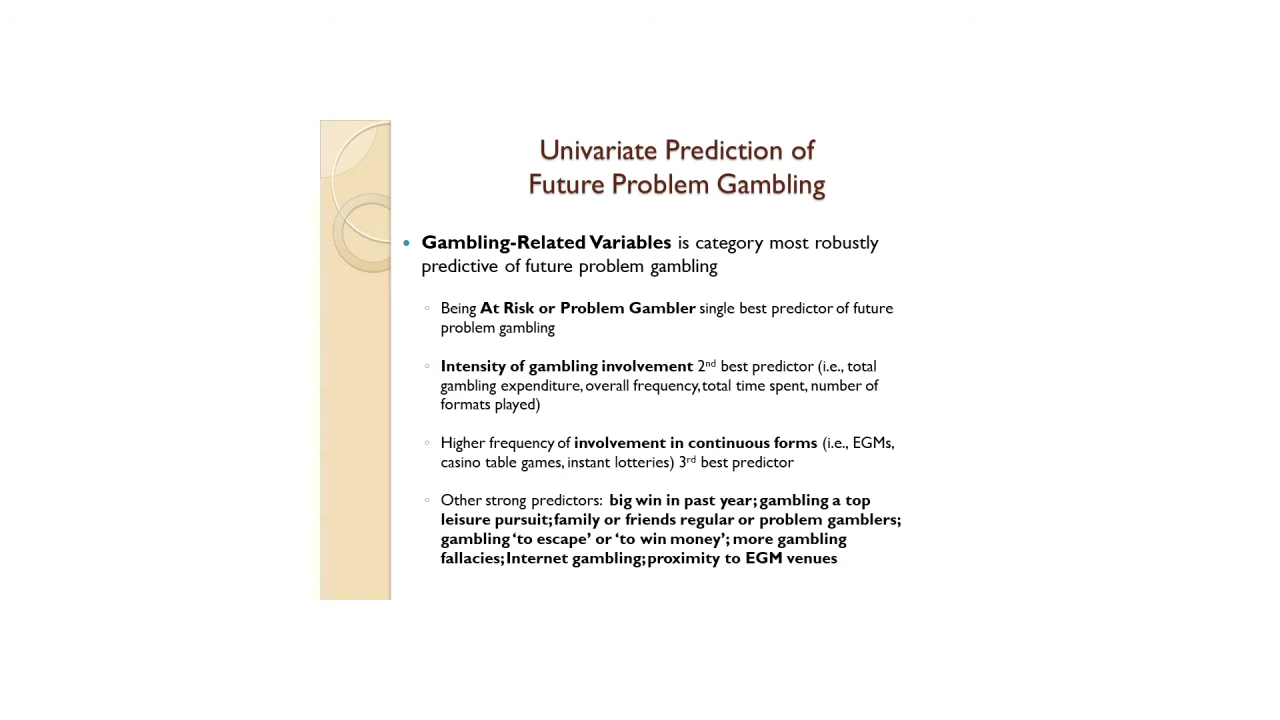 Univariate Prediction of
Future Problem Gambling
• Gambling-Related Variables is category most robustly
predictive of future problem gambling
◦ Being At Risk or Problem Gambler single best predictor of future
problem gambling
◦ Intensity of gambling involvement 2nd best predictor (i.e., total
gambling expenditure, overall frequency, total time spent, number of
formats played)
◦ Higher frequency of involvement in continuous forms (i.e., EGMs,
casino table games, instant lotteries) 3rd best predictor
◦ Other strong predictors: big win in past year; gambling a top
leisure pursuit; family or friends regular or problem gamblers;
gambling ‘to escape’ or ‘to win money’; more gambling
fallacies; Internet gambling; proximity to EGM venues